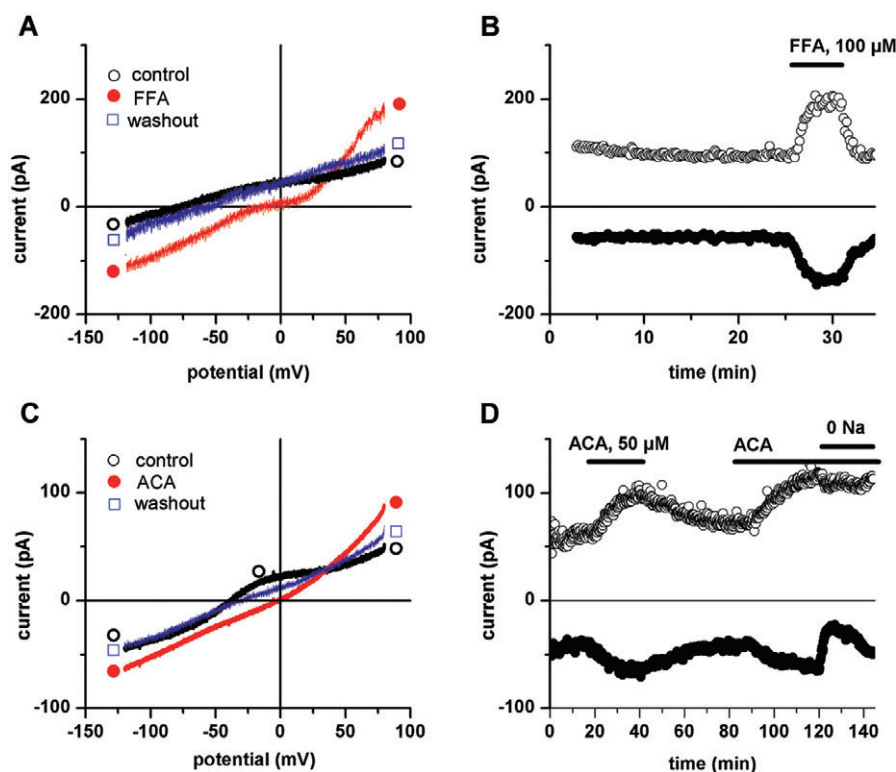 A
control
FFA
washout
200
0
-200
current (pA)
-150 -100 -50 0 50 100
potential (mV)
B
FFA, 100 µM
200
0
-200
current (pA)
0 10 20 30
time (min)
C
control
ACA
washout
100
0
-100
current (pA)
-150 -100 -50 0 50 100
potential (mV)
D
0 Na
ACA, 50 µM ACA
100
0
-100
current (pA)
0 20 40 60 80 100 120 140
time (min)